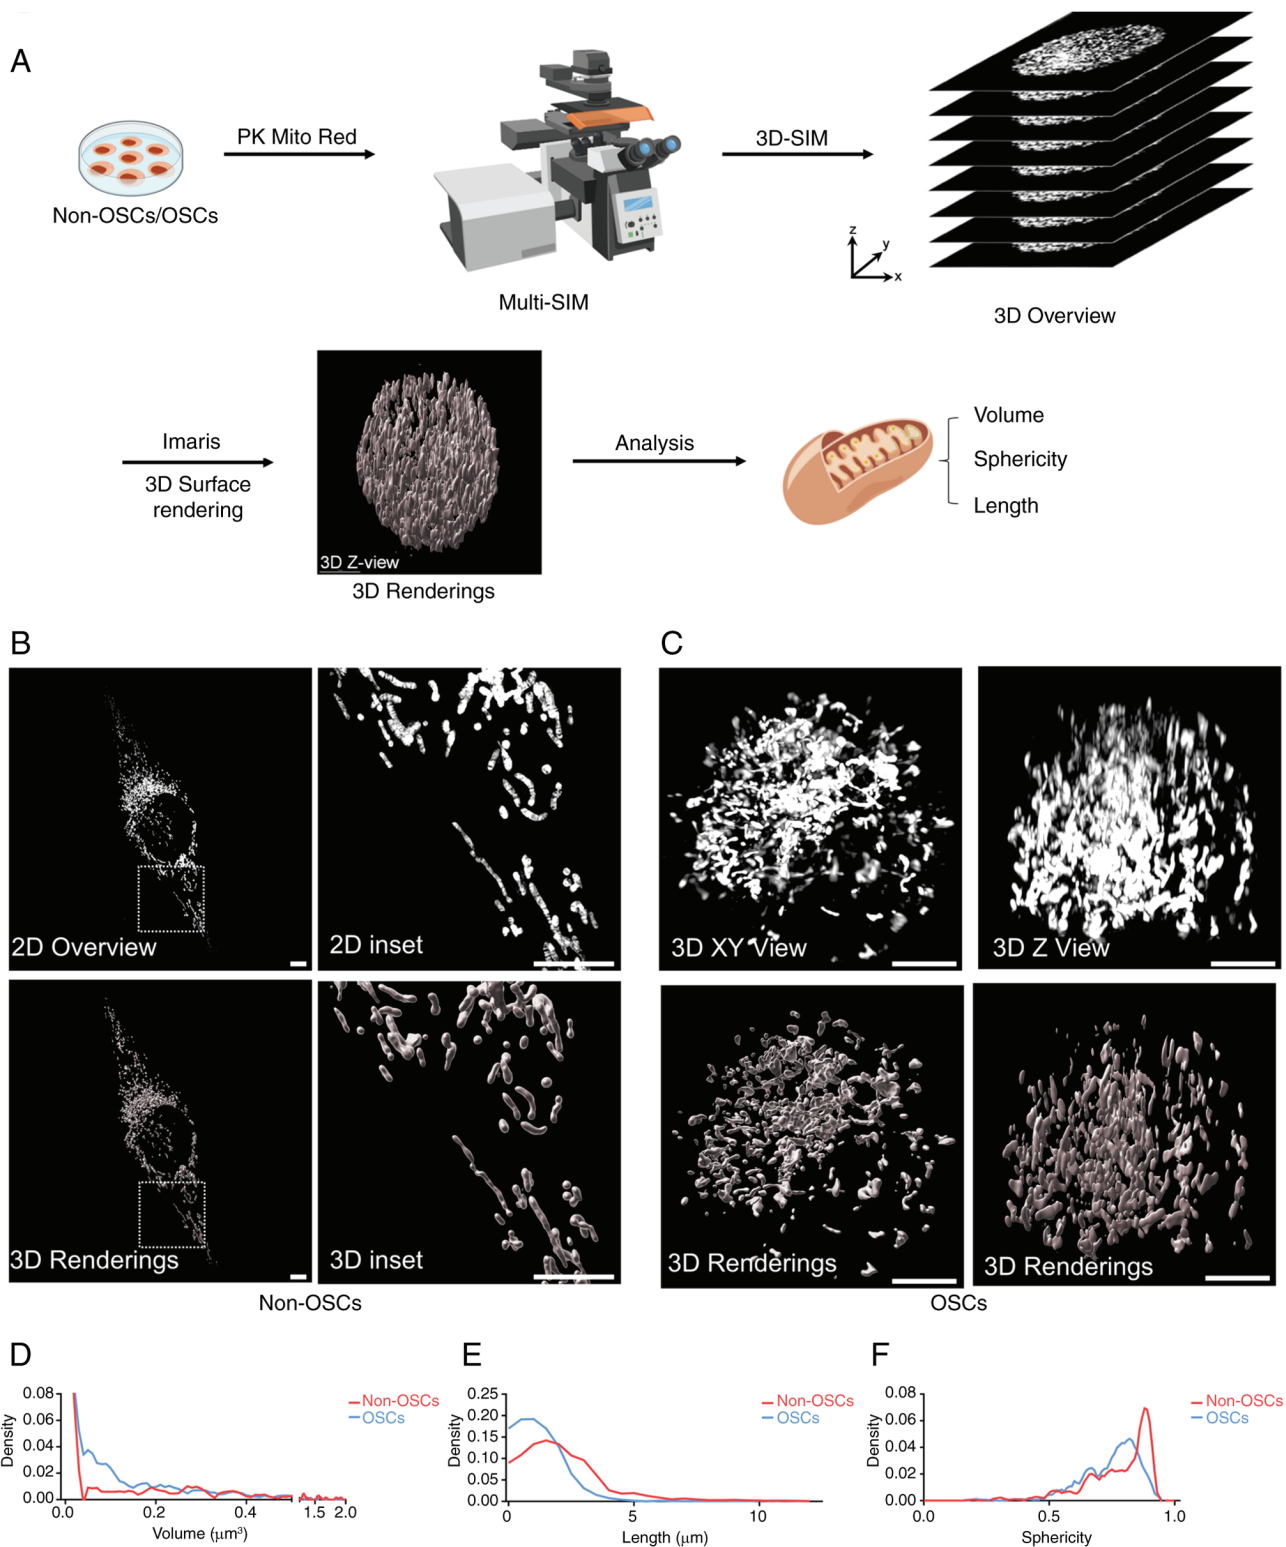 A
PK Mito Red
3D-SIM
Non-OSCs/OSCs
Multi-SIM
z
y
x
3D Overview
Imaris
3D Surface
rendering
3D Z-view
3D Renderings
Analysis
Volume
Sphericity
Length
B
2D Overview
2D inset
3D Renderings
3D inset
Non-OSCs
C
3D XY View
3D Z View
3D Renderings
3D Renderings
OSCs
D
Density
0.08
0.06
0.04
0.02
0.00
0.0 0.2 0.4 1.5 2.0
Volume (μm³)
Non-OSCs
OSCs
E
Density
0.25
0.20
0.15
0.10
0.05
0.00
0 5 10
Length (μm)
Non-OSCs
OSCs
F
Density
0.08
0.06
0.04
0.02
0.00
0.0 0.5 1.0
Sphericity
Non-OSCs
OSCs